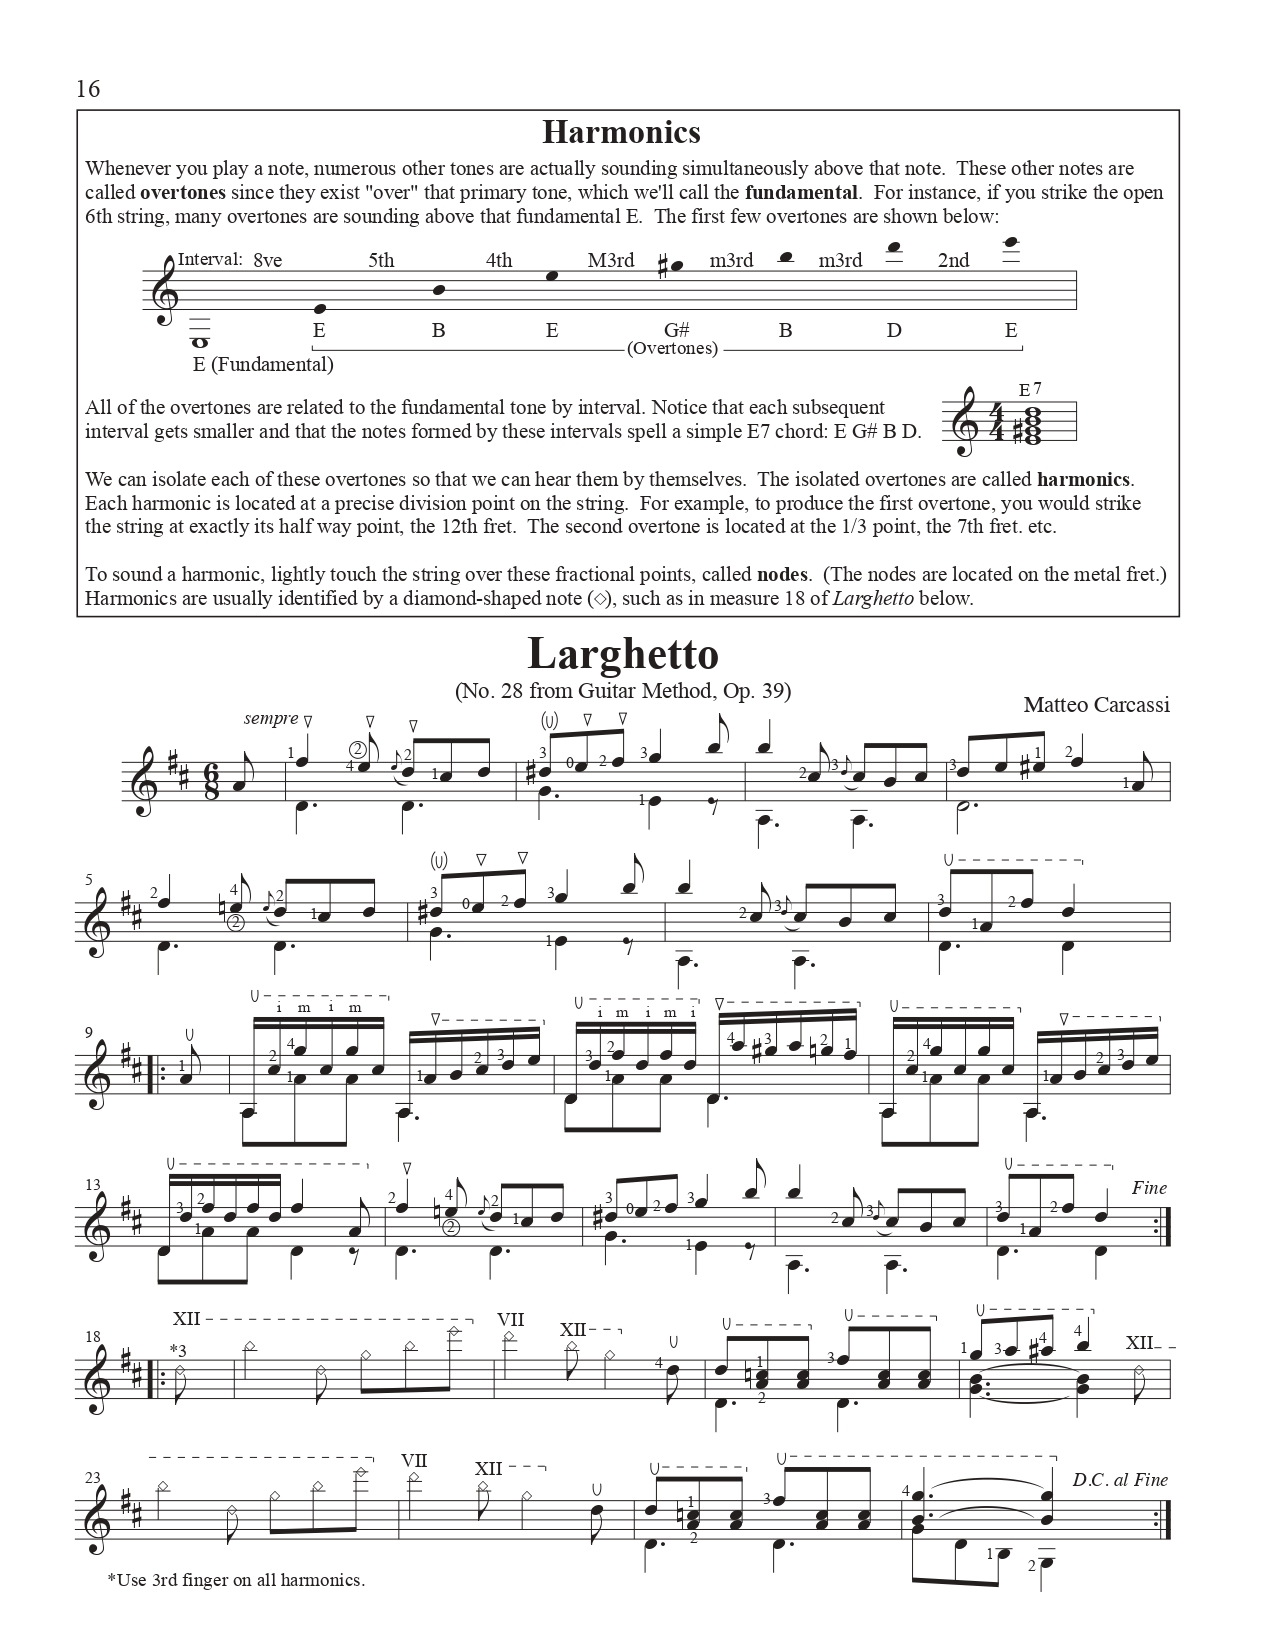 16
Harmonics
Whenever you play a note, numerous other tones are actually sounding simultaneously above that note.  These other notes are
called overtones since they exist "over" that primary tone, which we'll call the fundamental.  For instance, if you strike the open
6th string, many overtones are sounding above that fundamental E.  The first few overtones are shown below:
Interval: 8ve 5th 4th M3rd m3rd m3rd 2nd
E B E G# B D E
(Overtones)
E (Fundamental)
E 7
All of the overtones are related to the fundamental tone by interval. Notice that each subsequent
interval gets smaller and that the notes formed by these intervals spell a simple E7 chord: E G# B D.
We can isolate each of these overtones so that we can hear them by themselves.  The isolated overtones are called harmonics.
Each harmonic is located at a precise division point on the string.  For example, to produce the first overtone, you would strike
the string at exactly its half way point, the 12th fret.  The second overtone is located at the 1/3 point, the 7th fret. etc.
To sound a harmonic, lightly touch the string over these fractional points, called nodes.  (The nodes are located on the metal fret.)
Harmonics are usually identified by a diamond-shaped note (◇), such as in measure 18 of Larghetto below.
Larghetto
(No. 28 from Guitar Method, Op. 39)
Matteo Carcassi
sempre
5
9
i m i m
i m i m i
13
Fine
18
XII
*3
VII
XII
XII
23
VII
XII
D.C. al Fine
*Use 3rd finger on all harmonics.